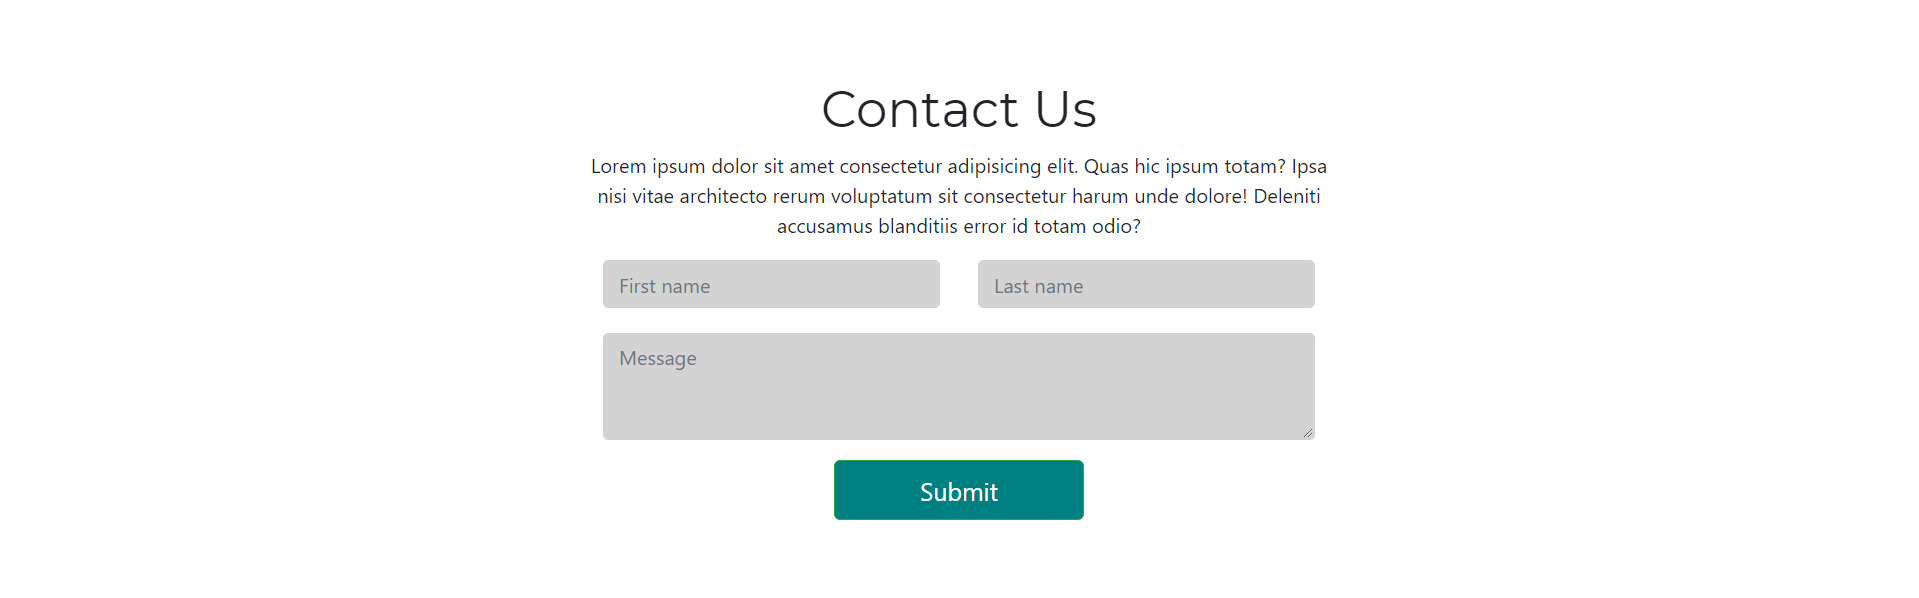 Contact Us
Lorem ipsum dolor sit amet consectetur adipisicing elit. Quas hic ipsum totam? Ipsa
nisi vitae architecto rerum voluptatum sit consectetur harum unde dolore! Deleniti
accusamus blanditiis error id totam odio?
First name
Last name
Message
Submit